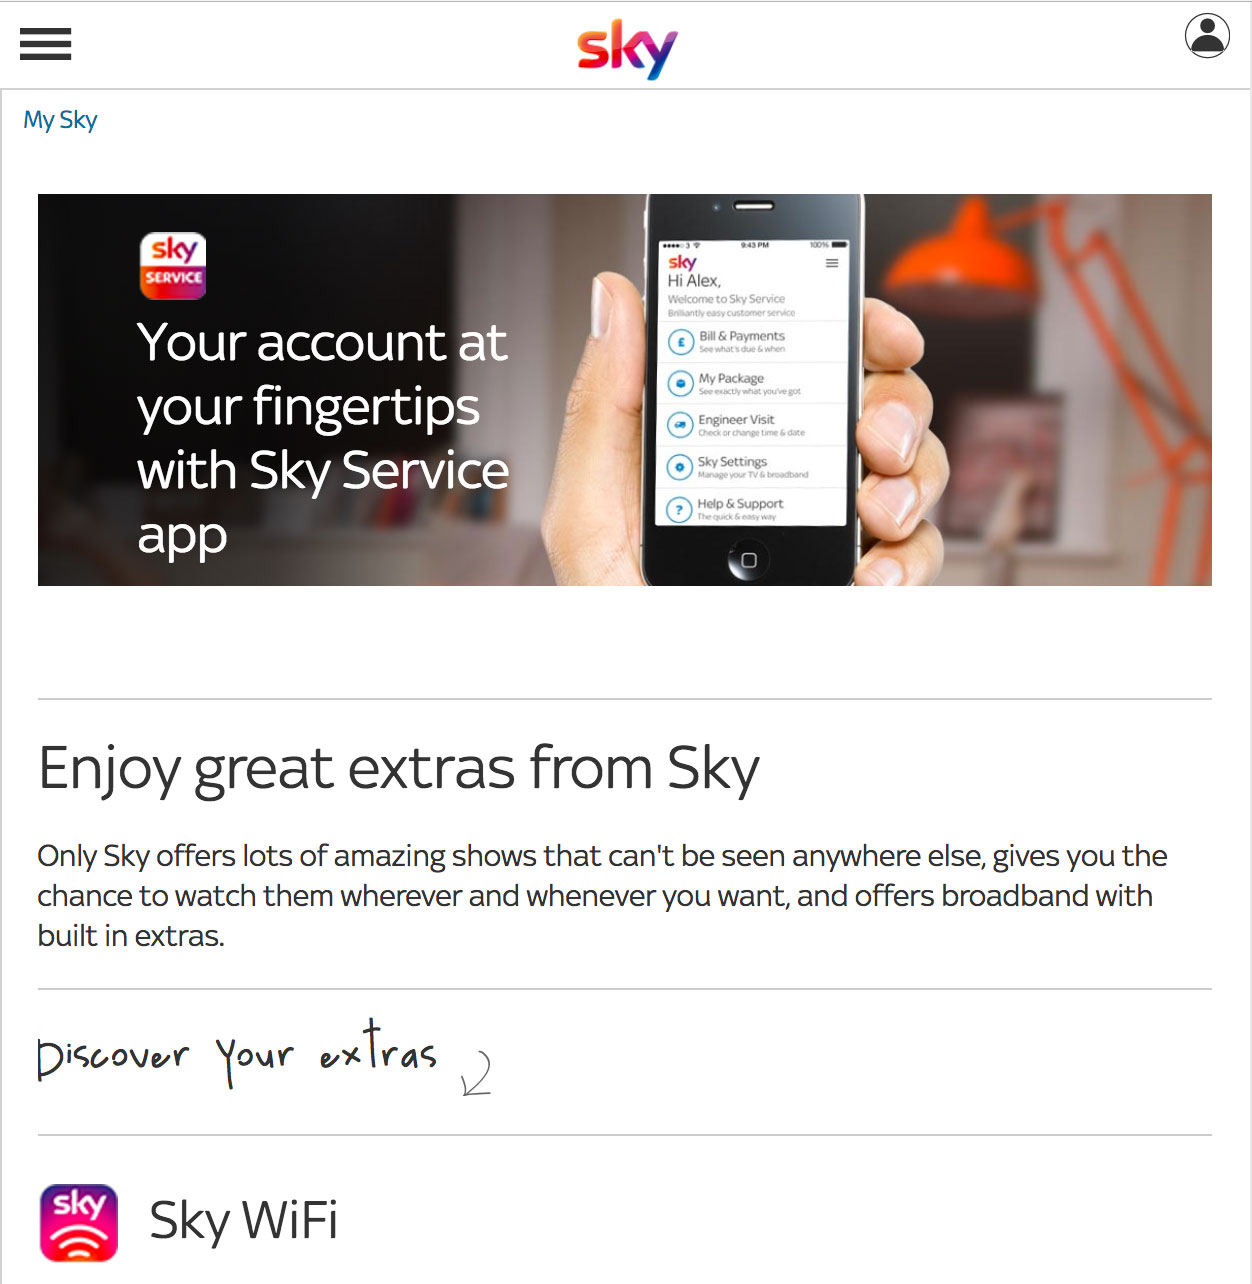 sky
My Sky
sky
SERVICE
Your account at
your fingertips
with Sky Service
app
3 9:43 PM 100%
sky
Hi Alex,
Welcome to Sky Service
Brilliantly easy customer service
£ Bill & Payments
See what's due & when
My Package
See exactly what you've got
Engineer Visit
Check or change time & date
Sky Settings
Manage your TV & broadband
? Help & Support
The quick & easy way
Enjoy great extras from Sky
Only Sky offers lots of amazing shows that can't be seen anywhere else, gives you the
chance to watch them wherever and whenever you want, and offers broadband with
built in extras.
Discover your extras
sky
Sky WiFi